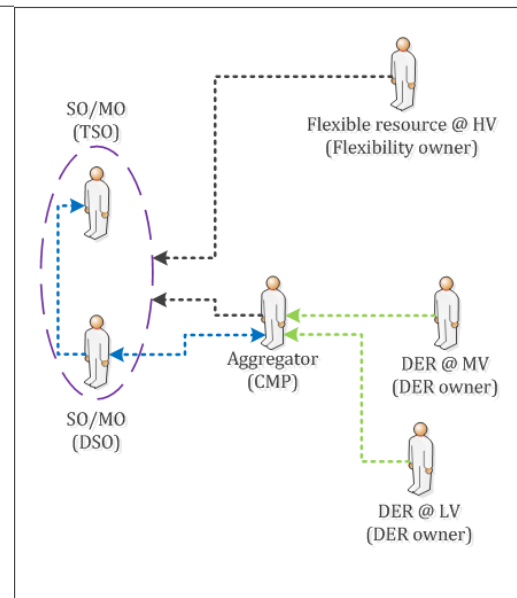 SO/MO
(TSO)
Flexible resource @ HV
(Flexibility owner)
Aggregator
(CMP)
DER @ MV
(DER owner)
SO/MO
(DSO)
DER @ LV
(DER owner)